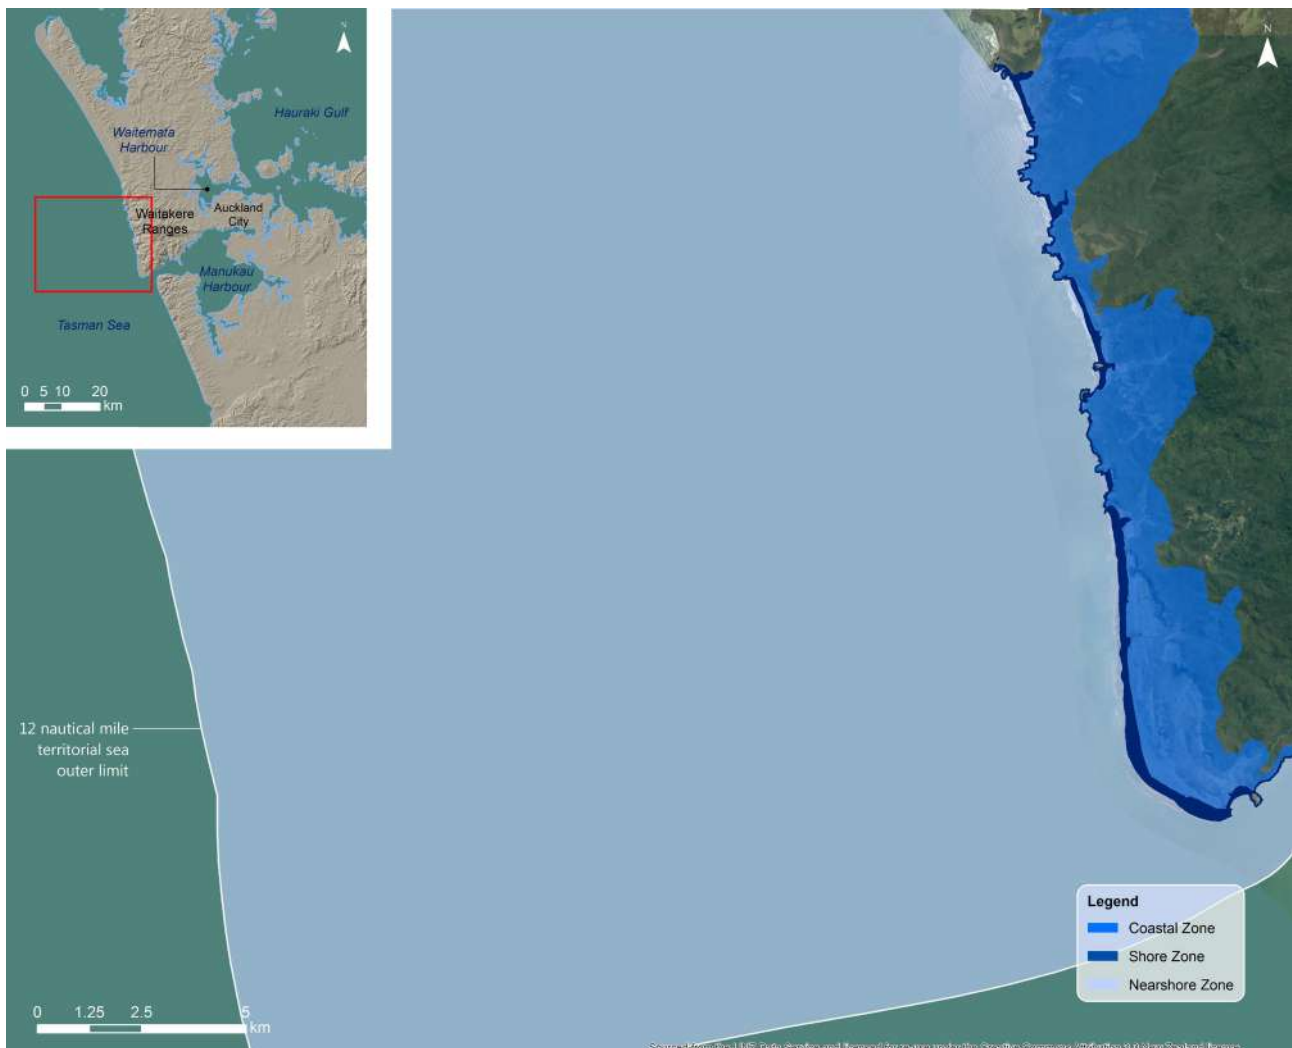 N
Hauraki Gulf
Waitemata
Harbour
Waitakere
Ranges
Auckland
City
Manukau
Harbour
Tasman Sea
0 5 10 20
km
N
12 nautical mile
territorial sea
outer limit
Legend
Coastal Zone
Shore Zone
Nearshore Zone
0 1.25 2.5 5
km